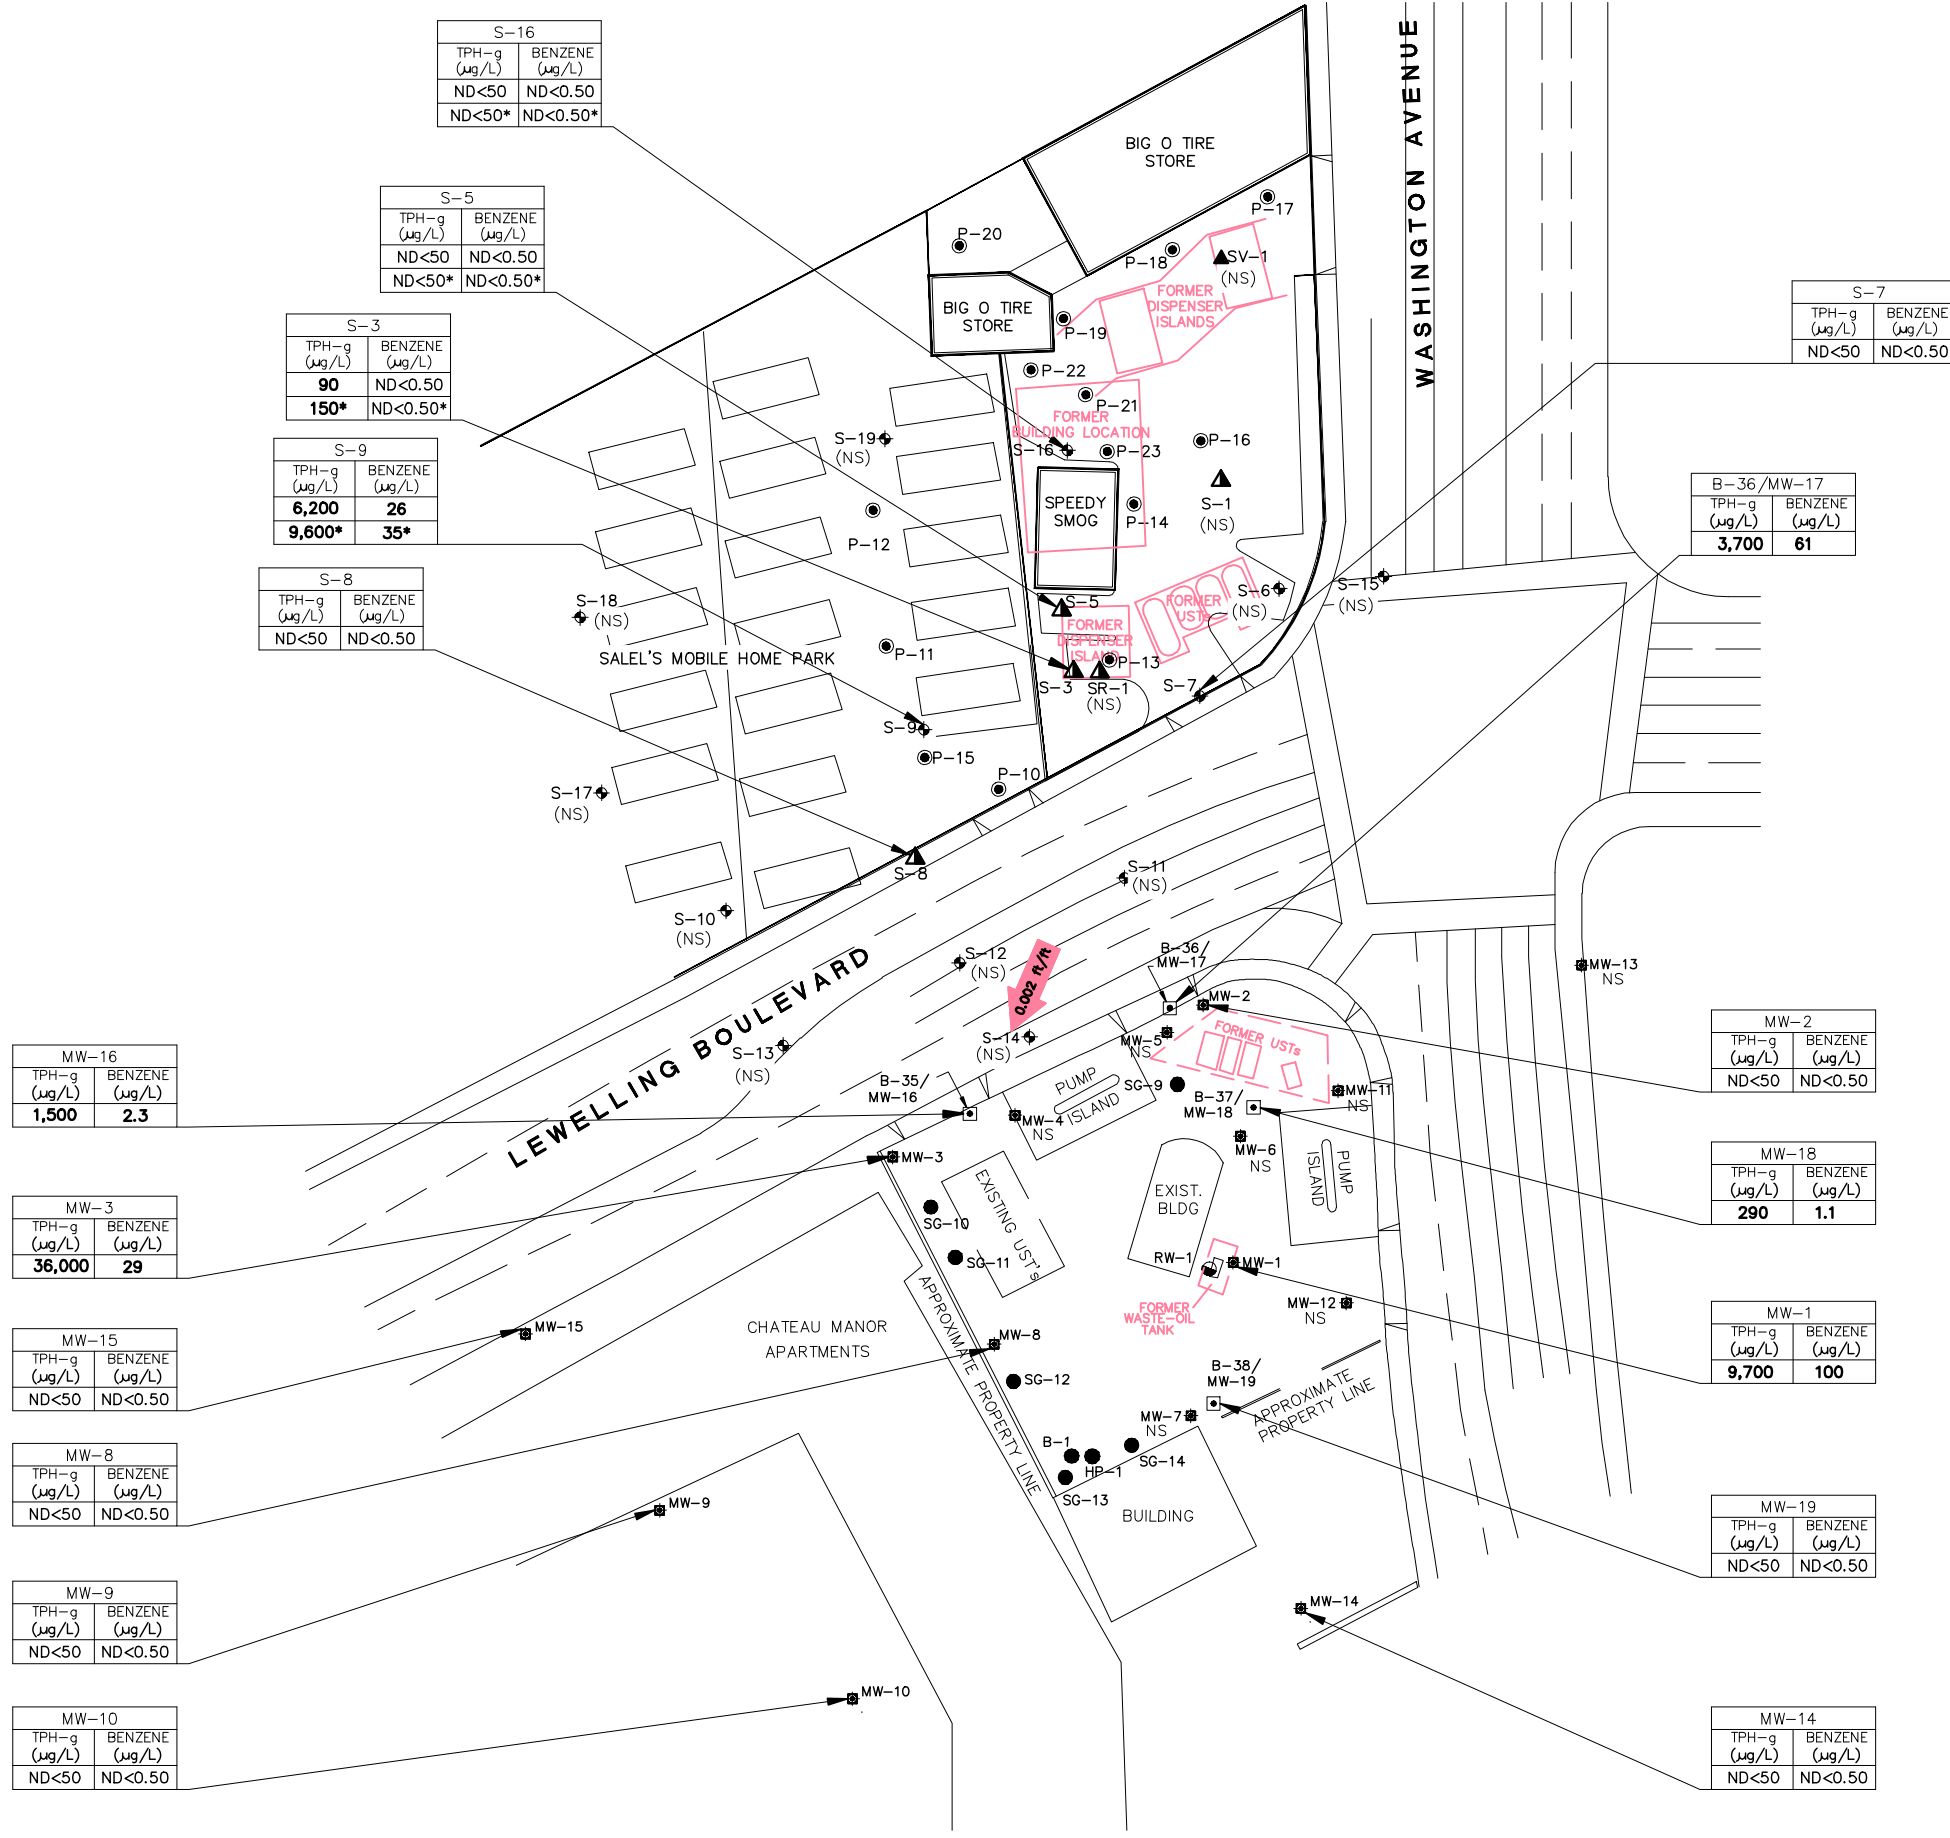 S-16
TPH-g BENZENE
(µg/L) (µg/L)
ND<50 ND<0.50
ND<50* ND<0.50*
S-5
TPH-g BENZENE
(µg/L) (µg/L)
ND<50 ND<0.50
ND<50* ND<0.50*
S-3
TPH-g BENZENE
(µg/L) (µg/L)
90 ND<0.50
150* ND<0.50*
S-9
TPH-g BENZENE
(µg/L) (µg/L)
6,200 26
9,600* 35*
S-8
TPH-g BENZENE
(µg/L) (µg/L)
ND<50 ND<0.50
S-7
TPH-g BENZENE
(µg/L) (µg/L)
ND<50 ND<0.50
B-36/MW-17
TPH-g BENZENE
(µg/L) (µg/L)
3,700 61
WASHINGTON AVENUE
BIG O TIRE
STORE
P-17
P-20
P-18
SV-1
(NS)
FORMER
DISPENSER
ISLANDS
BIG O TIRE
STORE
P-19
P-22
P-21
FORMER
BUILDING LOCATION
S-19
(NS)
S-16
P-23
P-16
SPEEDY
SMOG
P-14
S-1
(NS)
P-12
S-18
(NS)
S-5
FORMER
USTs
S-6
(NS)
S-15
(NS)
FORMER
DISPENSER
ISLAND
SALEL'S MOBILE HOME PARK
P-11
P-13
S-3
SR-1
(NS)
S-7
S-9
P-15
P-10
S-17
(NS)
S-8
S-11
(NS)
S-10
(NS)
S-12
(NS)
0.002 ft/ft
LEWELLING BOULEVARD
S-13
(NS)
S-14
(NS)
B-36/
MW-17
MW-2
MW-13
NS
MW-5
NS
FORMER USTs
PUMP
ISLAND
SG-9
B-35/
MW-16
MW-4
NS
B-37/
MW-18
MW-11
NS
MW-6
NS
PUMP
ISLAND
MW-3
EXISTING UST's
EXIST.
BLDG
SG-10
SG-11
RW-1
MW-1
FORMER
WASTE-OIL
TANK
MW-12
NS
MW-15
CHATEAU MANOR
APARTMENTS
APPROXIMATE PROPERTY LINE
MW-8
SG-12
B-38/
MW-19
APPROXIMATE
PROPERTY LINE
MW-7
NS
B-1
HP-1
SG-14
SG-13
BUILDING
MW-9
MW-10
MW-14
MW-16
TPH-g BENZENE
(µg/L) (µg/L)
1,500 2.3
MW-3
TPH-g BENZENE
(µg/L) (µg/L)
36,000 29
MW-15
TPH-g BENZENE
(µg/L) (µg/L)
ND<50 ND<0.50
MW-8
TPH-g BENZENE
(µg/L) (µg/L)
ND<50 ND<0.50
MW-9
TPH-g BENZENE
(µg/L) (µg/L)
ND<50 ND<0.50
MW-10
TPH-g BENZENE
(µg/L) (µg/L)
ND<50 ND<0.50
MW-2
TPH-g BENZENE
(µg/L) (µg/L)
ND<50 ND<0.50
MW-18
TPH-g BENZENE
(µg/L) (µg/L)
290 1.1
MW-1
TPH-g BENZENE
(µg/L) (µg/L)
9,700 100
MW-19
TPH-g BENZENE
(µg/L) (µg/L)
ND<50 ND<0.50
MW-14
TPH-g BENZENE
(µg/L) (µg/L)
ND<50 ND<0.50